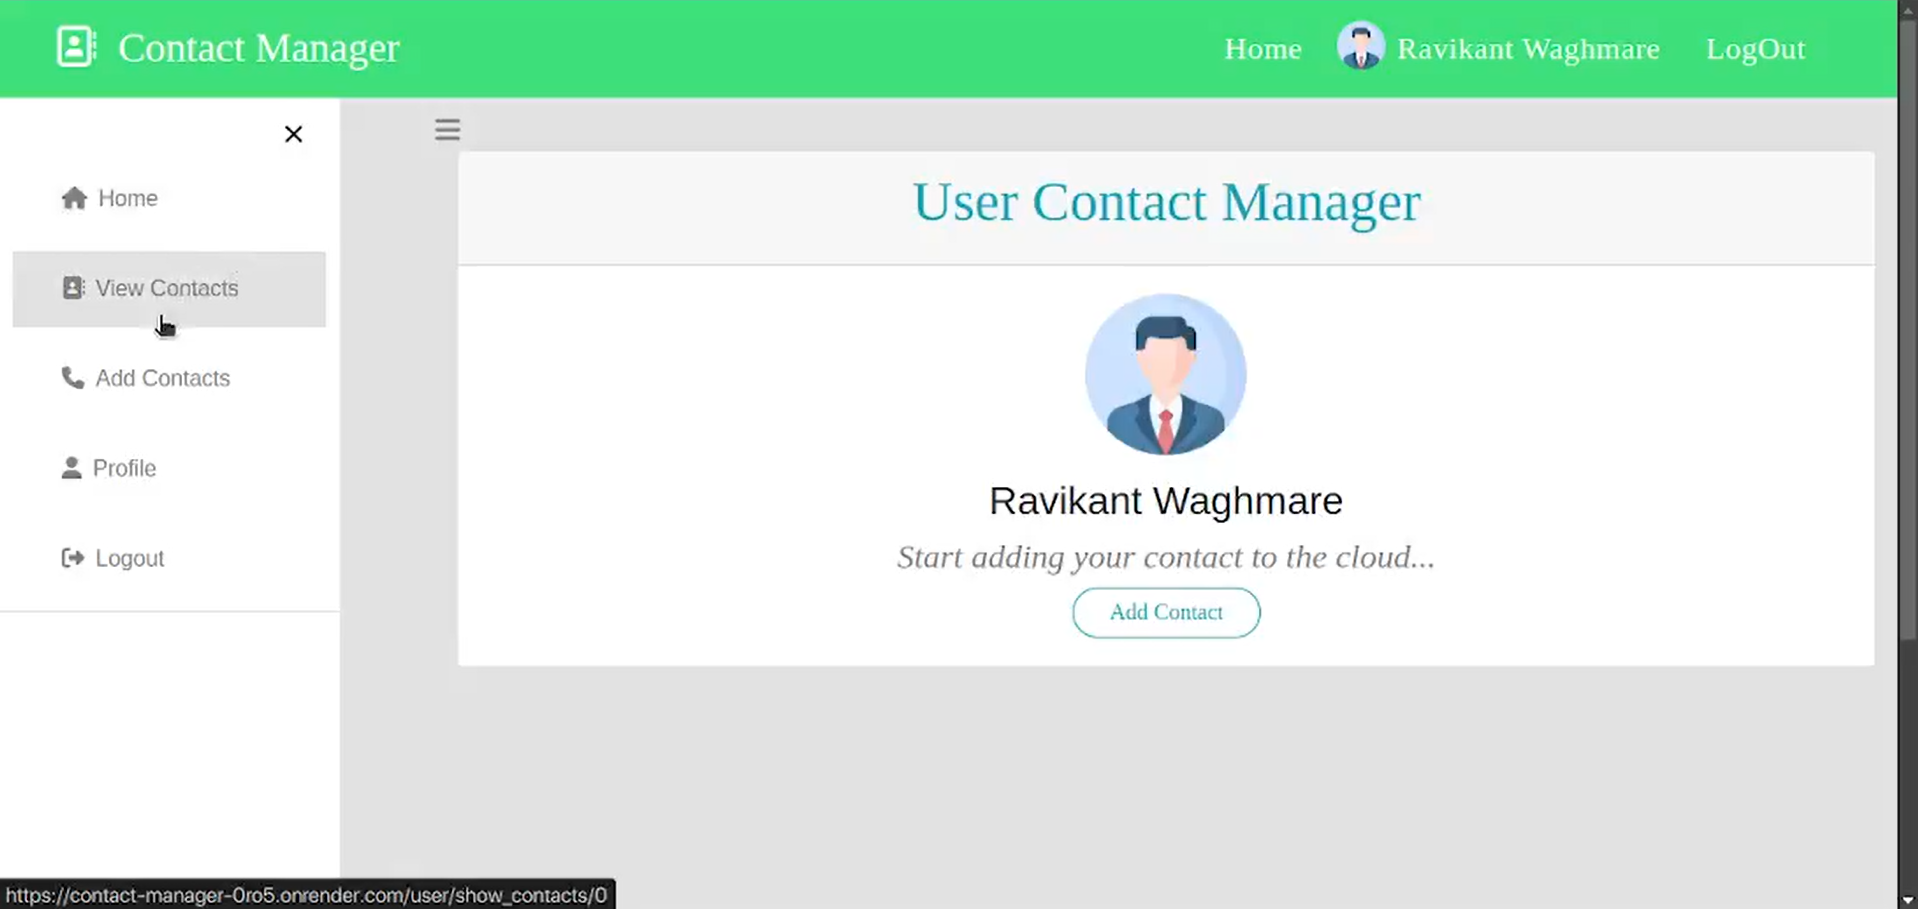 Contact Manager
Home
Ravikant Waghmare
LogOut
Home
View Contacts
Add Contacts
Profile
Logout
User Contact Manager
Ravikant Waghmare
Start adding your contact to the cloud...
Add Contact
https://contact-manager-0ro5.onrender.com/user/show_contacts/0